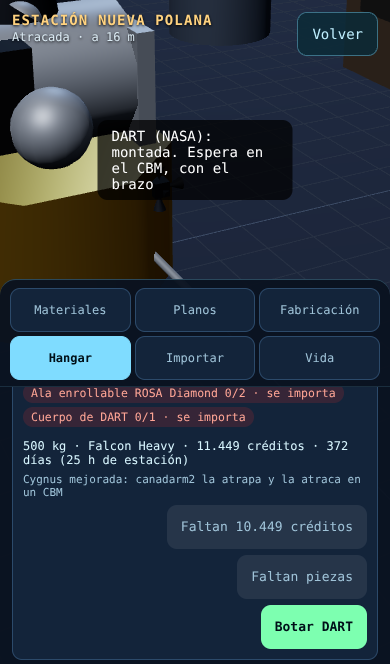 ESTACIÓN NUEVA POLANA
Atracada · a 16 m
Volver
DART (NASA):
montada. Espera en
el CBM, con el
brazo
Materiales
Planos
Fabricación
Hangar
Importar
Vida
Ala enrollable ROSA Diamond 0/2 · se importa
Cuerpo de DART 0/1 · se importa
500 kg · Falcon Heavy · 11.449 créditos · 372
días (25 h de estación)
Cygnus mejorada: canadarm2 la atrapa y la atraca en
un CBM
Faltan 10.449 créditos
Faltan piezas
Botar DART